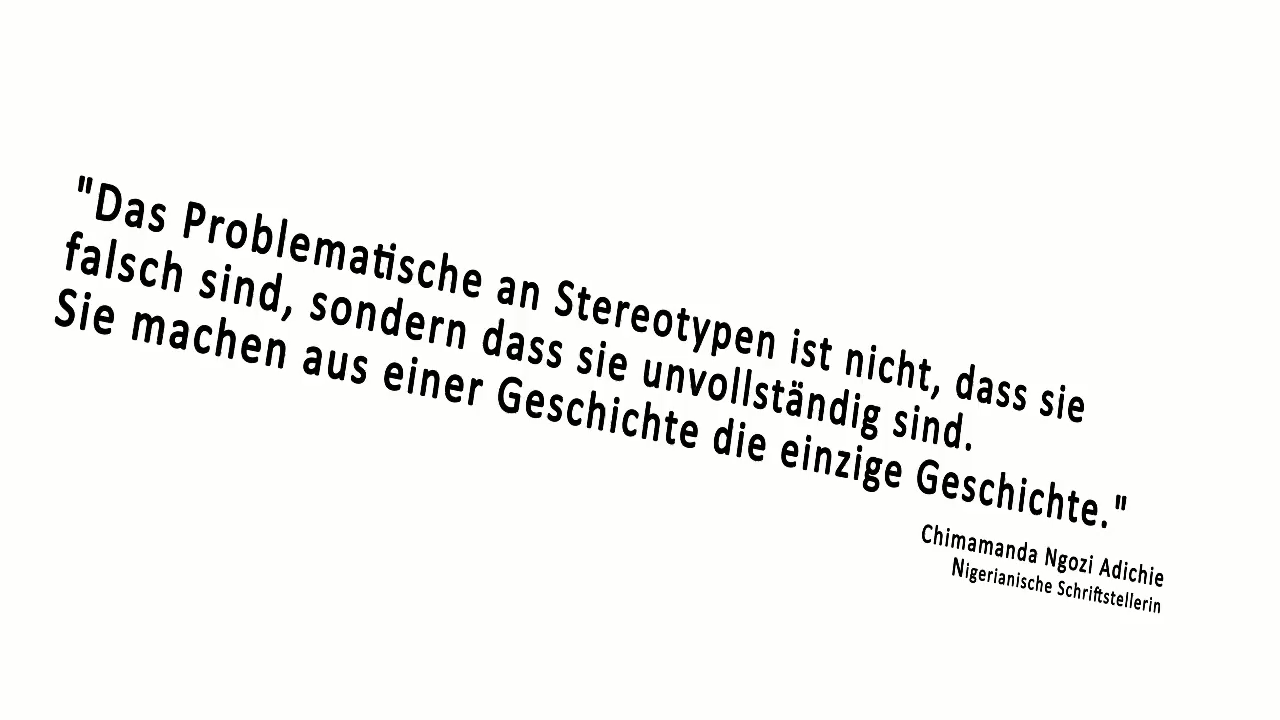 "Das Problematische an Stereotypen ist nicht, dass sie
falsch sind, sondern dass sie unvollständig sind.
Sie machen aus einer Geschichte die einzige Geschichte."
Chimamanda Ngozi Adichie
Nigerianische Schriftstellerin